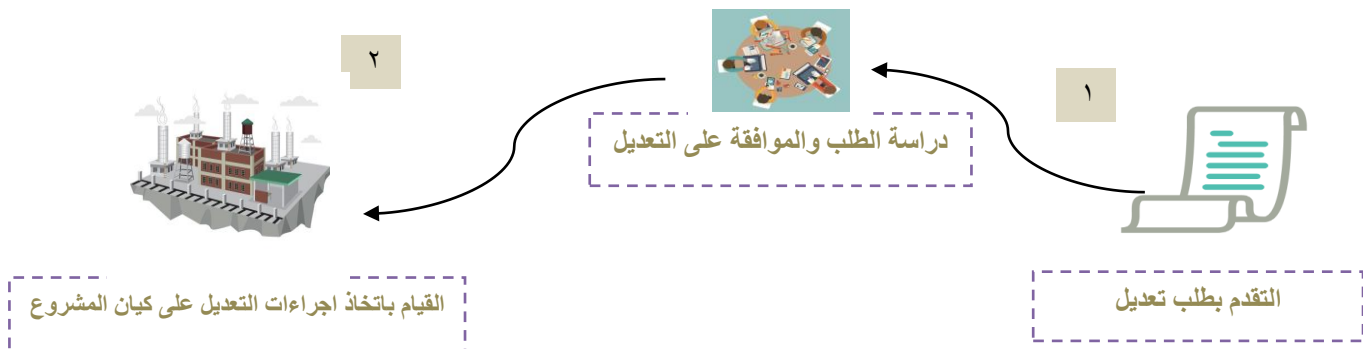 ١
التقدم بطلب تعديل
دراسة الطلب والموافقة على التعديل
٢
القيام باتخاذ اجراءات التعديل على كيان المشروع